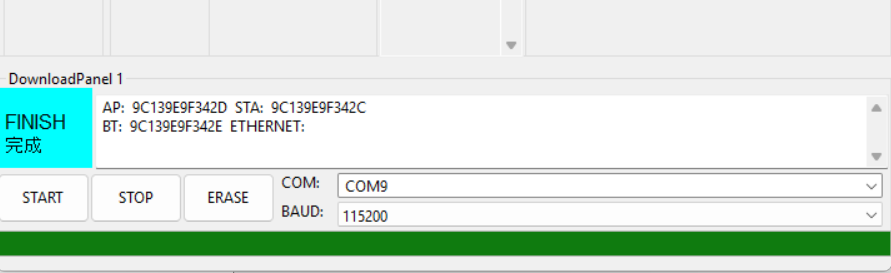 DownloadPanel 1
FINISH
完成
AP: 9C139E9F342D STA: 9C139E9F342C
BT: 9C139E9F342E ETHERNET:
START
STOP
ERASE
COM:
COM9
BAUD:
115200